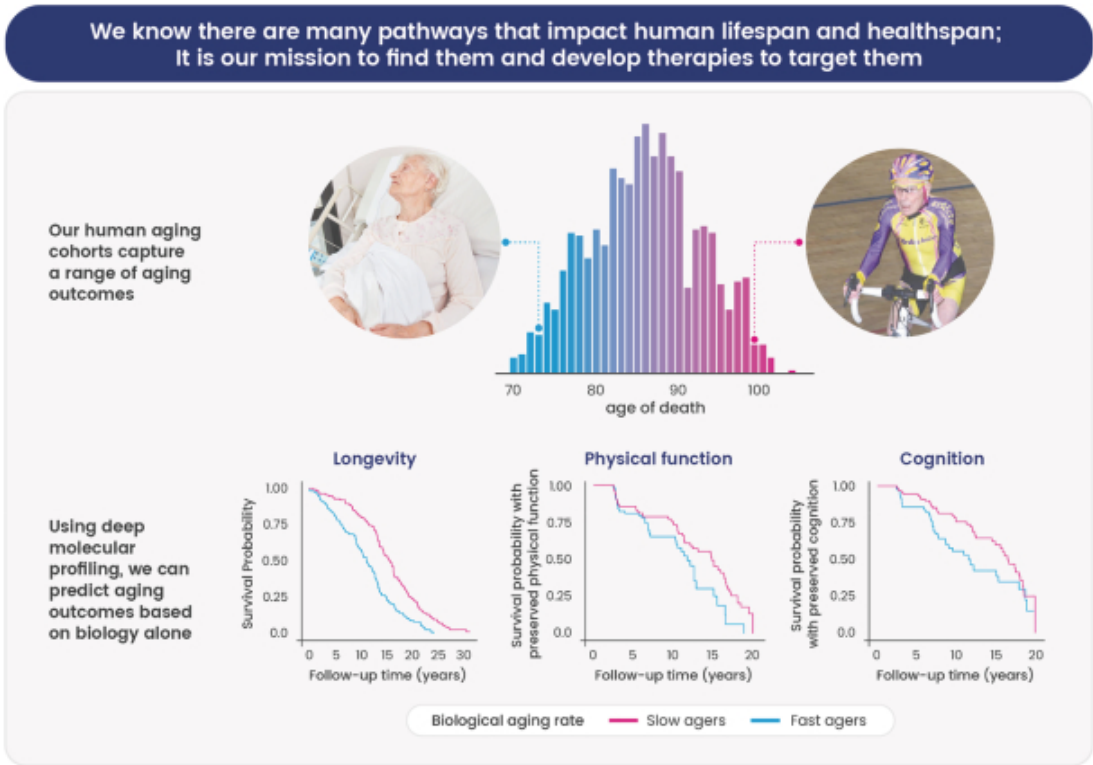 We know there are many pathways that impact human lifespan and healthspan;
It is our mission to find them and develop therapies to target them
Our human aging
cohorts capture
a range of aging
outcomes
70 80 90 100
age of death
Using deep
molecular
profiling, we can
predict aging
outcomes based
on biology alone
Longevity
Survival Probability
1.00
0.75
0.50
0.25
0.0
0 5 10 15 20 25 30
Follow-up time (years)
Physical function
Survival probability with
preserved physical function
1.00
0.75
0.50
0.25
0.0
0 5 10 15 20
Follow-up time (years)
Cognition
Survival probability
with preserved cognition
1.00
0.75
0.50
0.25
0.0
0 5 10 15 20
Follow-up time (years)
Biological aging rate Slow agers Fast agers